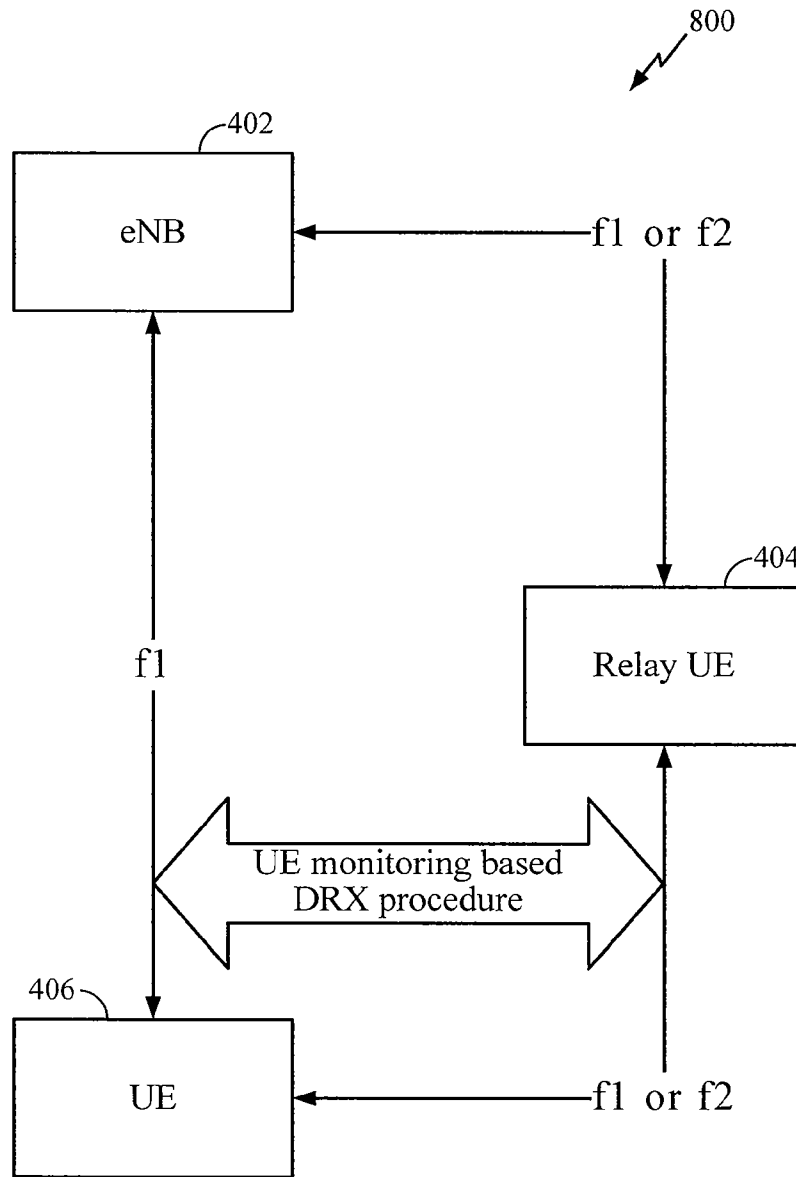 800
402
eNB
f1 or f2
404
Relay UE
f1
UE monitoring based
DRX procedure
406
UE
f1 or f2